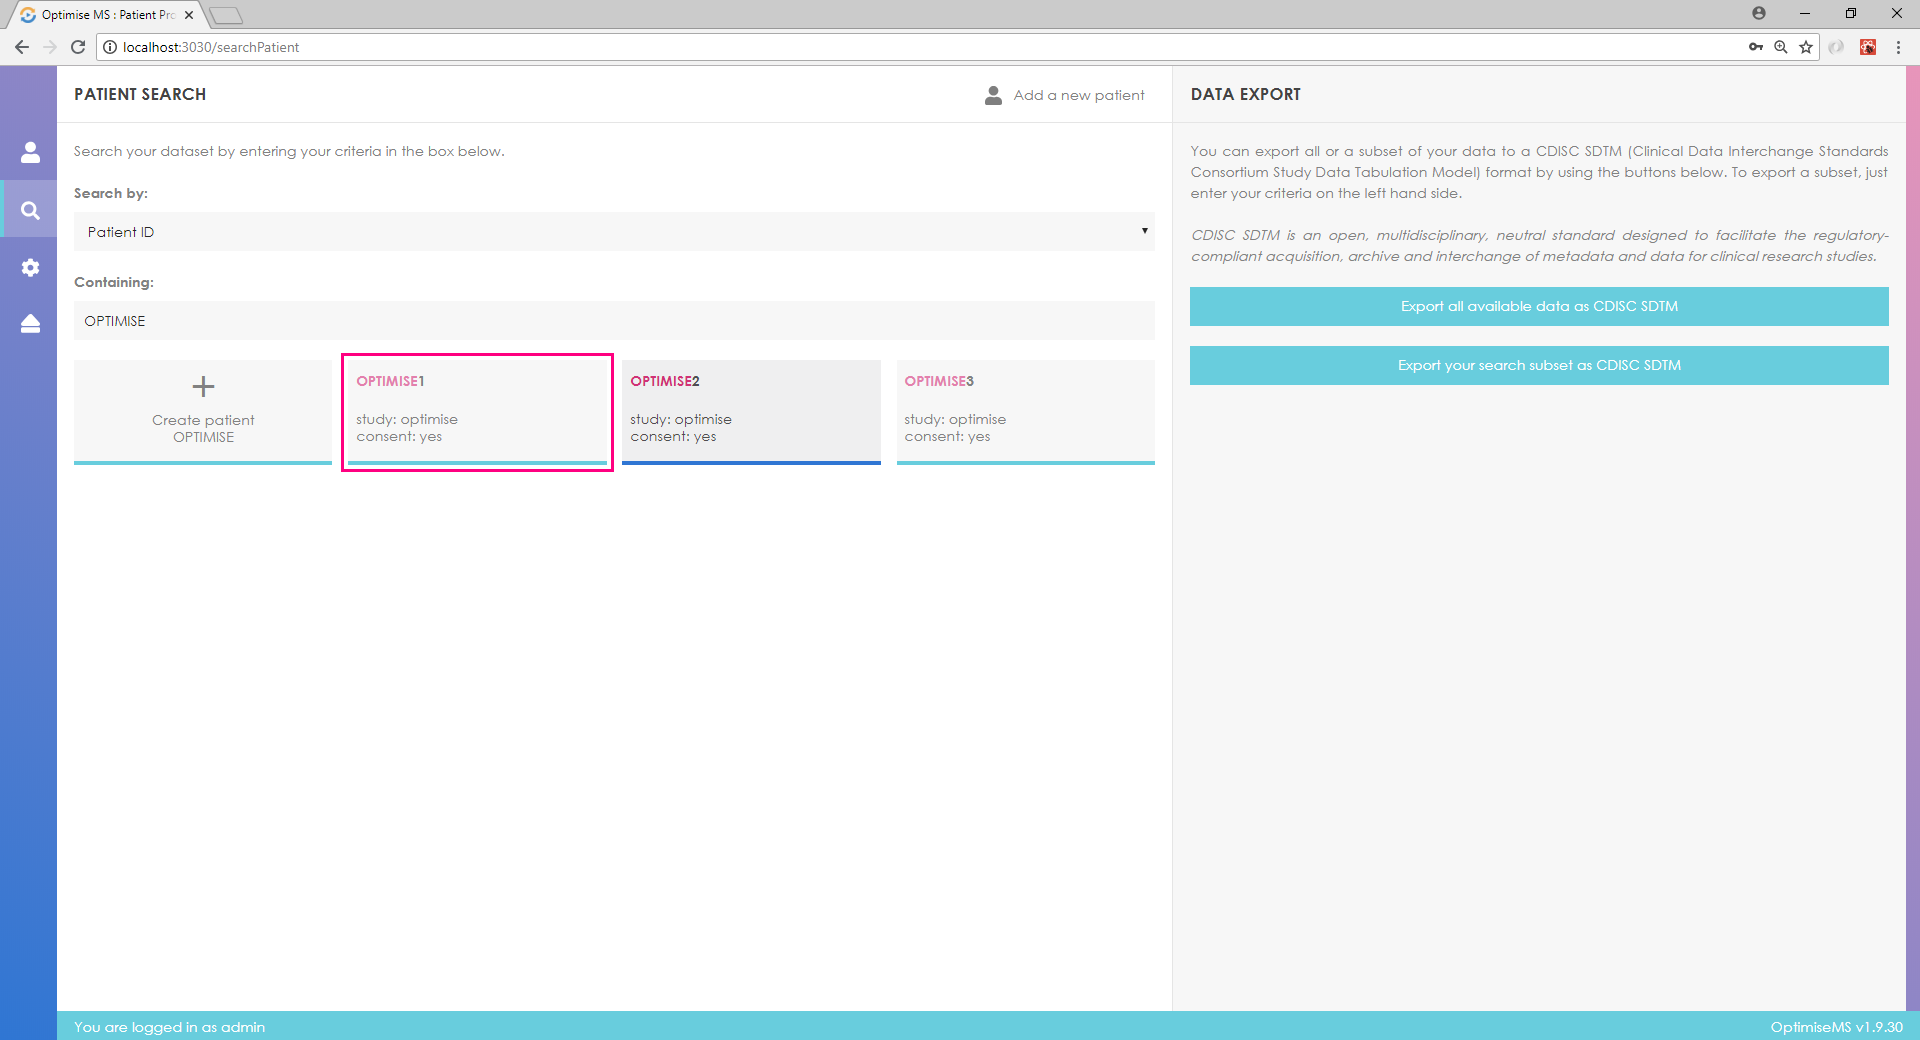 Optimise MS : Patient Pro
localhost:3030/searchPatient
PATIENT SEARCH
Add a new patient
Search your dataset by entering your criteria in the box below.
Search by:
Patient ID
Containing:
OPTIMISE
Create patient
OPTIMISE
OPTIMISE1
study: optimise
consent: yes
OPTIMISE2
study: optimise
consent: yes
OPTIMISE3
study: optimise
consent: yes
DATA EXPORT
You can export all or a subset of your data to a CDISC SDTM (Clinical Data Interchange Standards
Consortium Study Data Tabulation Model) format by using the buttons below. To export a subset, just
enter your criteria on the left hand side.
CDISC SDTM is an open, multidisciplinary, neutral standard designed to facilitate the regulatory-
compliant acquisition, archive and interchange of metadata and data for clinical research studies.
Export all available data as CDISC SDTM
Export your search subset as CDISC SDTM
You are logged in as admin
OptimiseMS v1.9.30